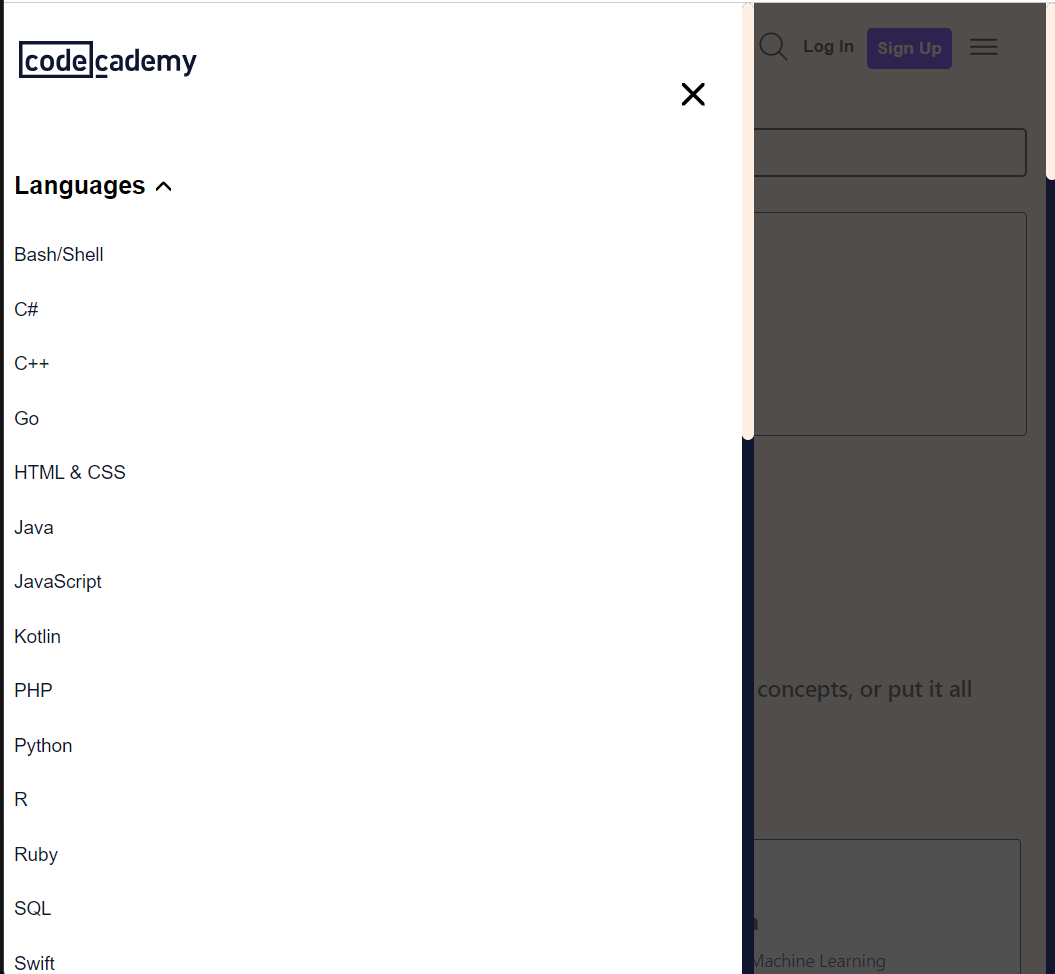 codecademy
Log In
Sign Up
Languages
Bash/Shell
C#
C++
Go
HTML & CSS
Java
JavaScript
Kotlin
PHP
concepts, or put it all
Python
R
Ruby
SQL
Swift
Machine Learning